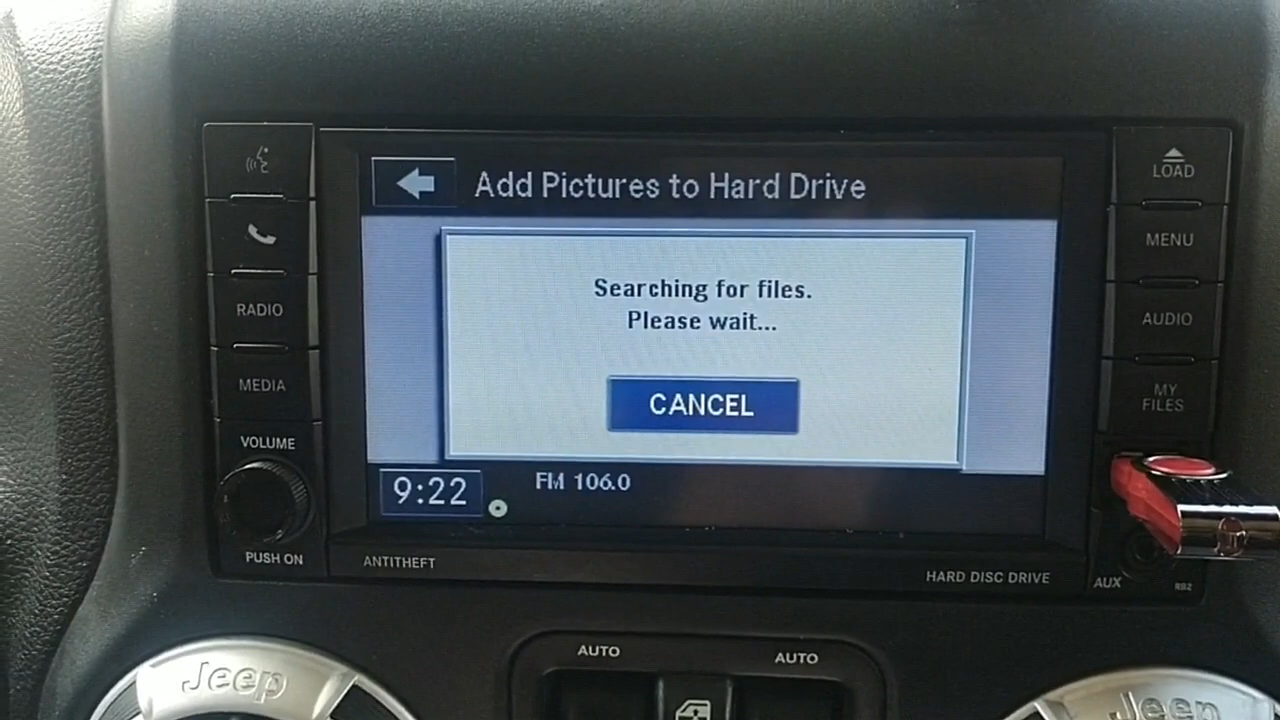 Add Pictures to Hard Drive
Searching for files.
Please wait...
CANCEL
9:22
FM 106.0
RADIO
MEDIA
VOLUME
PUSH ON
LOAD
MENU
AUDIO
MY
FILES
ANTITHEFT
HARD DISC DRIVE
AUX
RB2
AUTO
AUTO
Jeep
Jeep